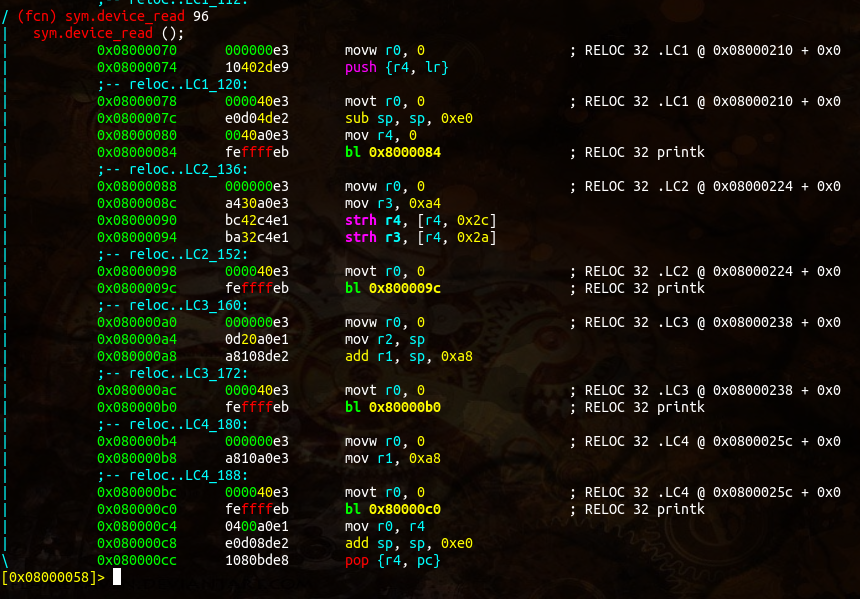 ;-- reloc..LC1_112:
/ (fcn) sym.device_read 96
|   sym.device_read ();
|           0x08000070      000000e3       movw r0, 0                  ; RELOC 32 .LC1 @ 0x08000210 + 0x0
|           0x08000074      10402de9       push {r4, lr}
|           ;-- reloc..LC1_120:
|           0x08000078      000040e3       movt r0, 0                  ; RELOC 32 .LC1 @ 0x08000210 + 0x0
|           0x0800007c      e0d04de2       sub sp, sp, 0xe0
|           0x08000080      0040a0e3       mov r4, 0
|           0x08000084      feffffeb       bl 0x8000084                ; RELOC 32 printk
|           ;-- reloc..LC2_136:
|           0x08000088      000000e3       movw r0, 0                  ; RELOC 32 .LC2 @ 0x08000224 + 0x0
|           0x0800008c      a430a0e3       mov r3, 0xa4
|           0x08000090      bc42c4e1       strh r4, [r4, 0x2c]
|           0x08000094      ba32c4e1       strh r3, [r4, 0x2a]
|           ;-- reloc..LC2_152:
|           0x08000098      000040e3       movt r0, 0                  ; RELOC 32 .LC2 @ 0x08000224 + 0x0
|           0x0800009c      feffffeb       bl 0x800009c                ; RELOC 32 printk
|           ;-- reloc..LC3_160:
|           0x080000a0      000000e3       movw r0, 0                  ; RELOC 32 .LC3 @ 0x08000238 + 0x0
|           0x080000a4      0d20a0e1       mov r2, sp
|           0x080000a8      a8108de2       add r1, sp, 0xa8
|           ;-- reloc..LC3_172:
|           0x080000ac      000040e3       movt r0, 0                  ; RELOC 32 .LC3 @ 0x08000238 + 0x0
|           0x080000b0      feffffeb       bl 0x80000b0                ; RELOC 32 printk
|           ;-- reloc..LC4_180:
|           0x080000b4      000000e3       movw r0, 0                  ; RELOC 32 .LC4 @ 0x0800025c + 0x0
|           0x080000b8      a810a0e3       mov r1, 0xa8
|           ;-- reloc..LC4_188:
|           0x080000bc      000040e3       movt r0, 0                  ; RELOC 32 .LC4 @ 0x0800025c + 0x0
|           0x080000c0      feffffeb       bl 0x80000c0                ; RELOC 32 printk
|           0x080000c4      0400a0e1       mov r0, r4
|           0x080000c8      e0d08de2       add sp, sp, 0xe0
\           0x080000cc      1080bde8       pop {r4, pc}
[0x08000058]>